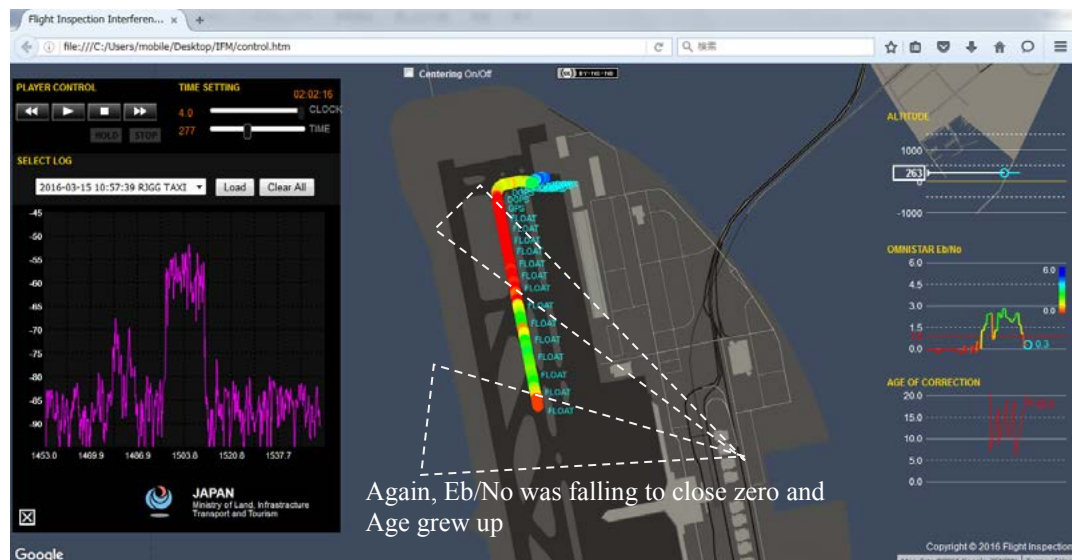 Flight Inspection Interferen... × +
file:///C:/Users/mobile/Desktop/IFM/control.htm
検索
PLAYER CONTROL
TIME SETTING
02:02:16
4.0
CLOCK
HOLD STOP
277
TIME
SELECT LOG
2016-03-15 10:57:39 RJGG TAXI
Load
Clear All
-45
-50
-55
-60
-65
-70
-75
-80
-85
-90
1453.0 1469.9 1486.9 1503.8 1520.8 1537.7
JAPAN
Ministry of Land, Infrastructure
Transport and Tourism
Google
Centering On/Off
DGPS
DGPS
GPS
FLOAT
FLOAT
FLOAT
FLOAT
FLOAT
FLOAT
FLOAT
FLOAT
FLOAT
FLOAT
FLOAT
FLOAT
FLOAT
FLOAT
Again, Eb/No was falling to close zero and
Age grew up
ALTITUDE
1000
263
0
-1000
OMNISTAR Eb/No
6.0
6.0
4.5
3.0
0.0
1.5
0.3
0.0
AGE OF CORRECTION
20.0
15.0
10.0
5.0
0.0
Copyright © 2016 Flight Inspection